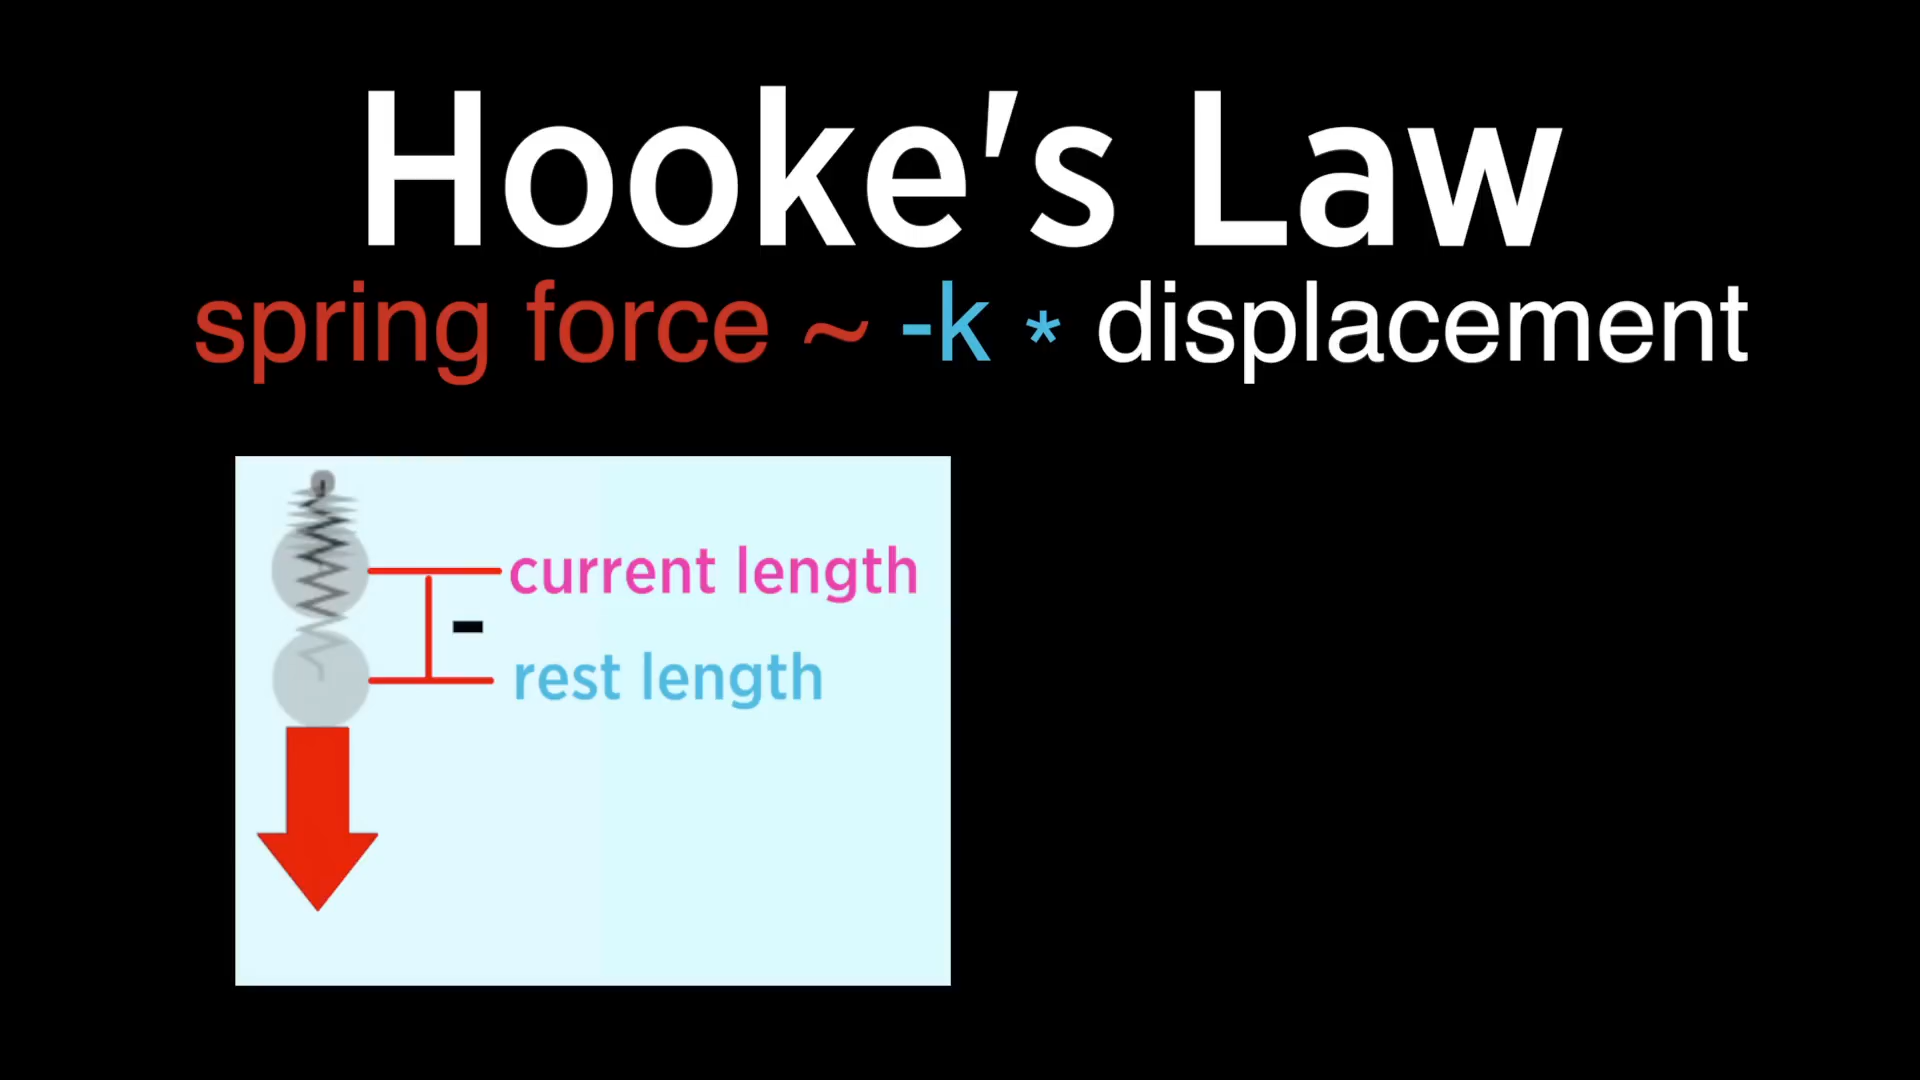 Hooke's Law
spring force ~ -k * displacement
current length
-
rest length